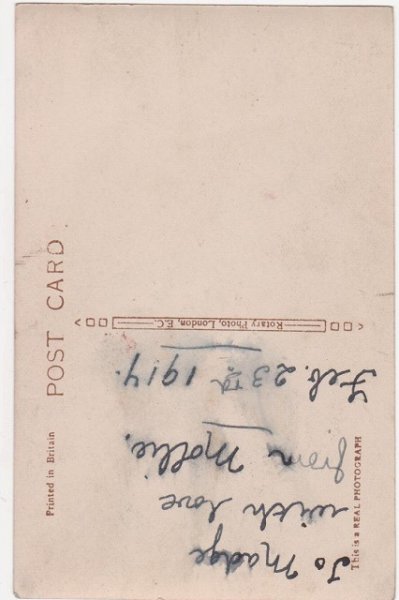 POST CARD
Printed in Britain
Rotary Photo, London, E.C.
This is a REAL PHOTOGRAPH
To Madge
with love
from Mollie.
Feb. 23rd 1914.